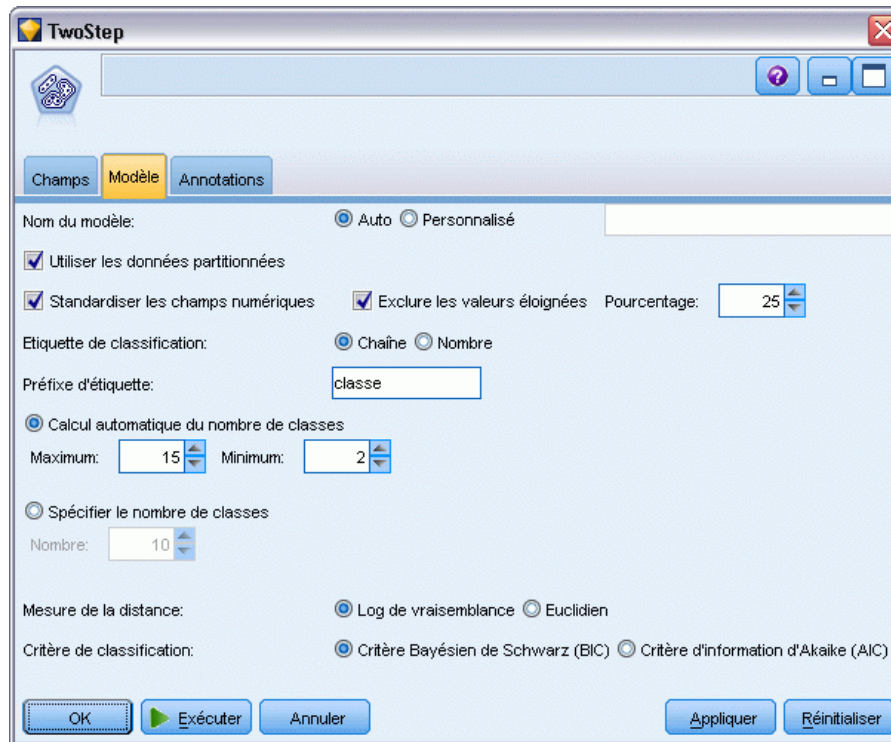 TwoStep
?
Champs Modèle Annotations
Nom du modèle: Auto Personnalisé
Utiliser les données partitionnées
Standardiser les champs numériques Exclure les valeurs éloignées Pourcentage: 25
Etiquette de classification: Chaîne Nombre
Préfixe d'étiquette: classe
Calcul automatique du nombre de classes
Maximum: 15 Minimum: 2
Spécifier le nombre de classes
Nombre: 10
Mesure de la distance: Log de vraisemblance Euclidien
Critère de classification: Critère Bayésien de Schwarz (BIC) Critère d'information d'Akaike (AIC)
OK Exécuter Annuler Appliquer Réinitialiser